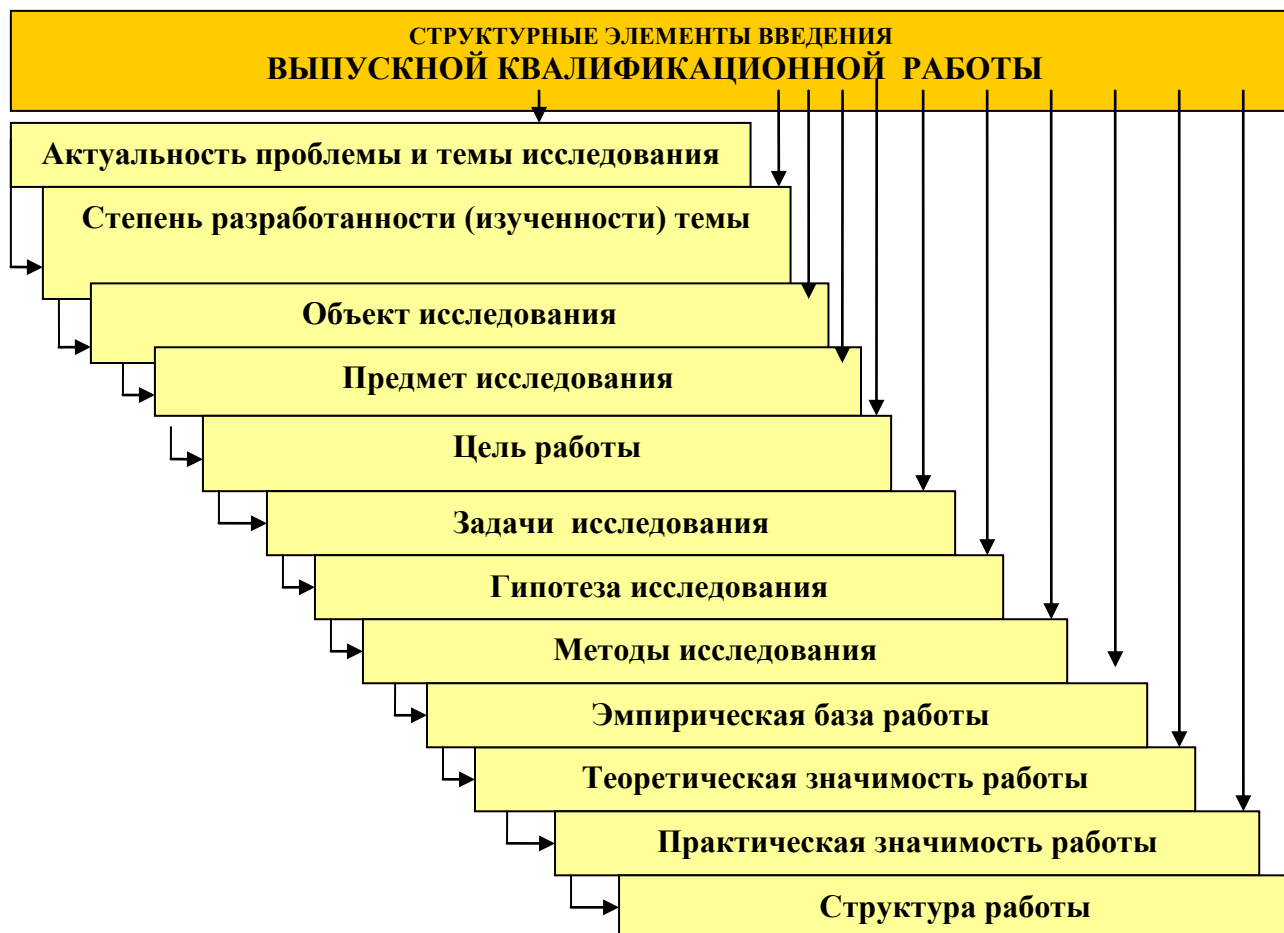 СТРУКТУРНЫЕ ЭЛЕМЕНТЫ ВВЕДЕНИЯ
ВЫПУСКНОЙ КВАЛИФИКАЦИОННОЙ РАБОТЫ
Актуальность проблемы и темы исследования
Степень разработанности (изученности) темы
Объект исследования
Предмет исследования
Цель работы
Задачи исследования
Гипотеза исследования
Методы исследования
Эмпирическая база работы
Теоретическая значимость работы
Практическая значимость работы
Структура работы